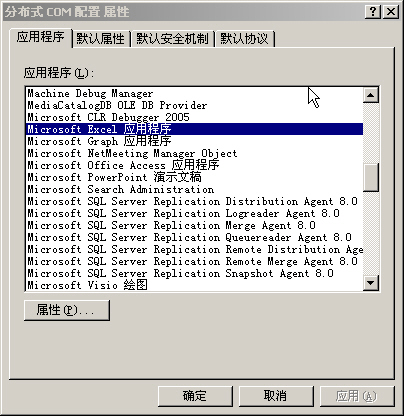 分布式 COM 配置 属性
应用程序 默认属性 默认安全机制 默认协议
应用程序(L):
Machine Debug Manager
MediaCatalogDB OLE DB Provider
Microsoft CLR Debugger 2005
Microsoft Excel 应用程序
Microsoft Graph 应用程序
Microsoft NetMeeting Manager Object
Microsoft Office Access 应用程序
Microsoft PowerPoint 演示文稿
Microsoft Search Administration
Microsoft SQL Server Replication Distribution Agent 8.0
Microsoft SQL Server Replication Logreader Agent 8.0
Microsoft SQL Server Replication Merge Agent 8.0
Microsoft SQL Server Replication Queuereader Agent 8.0
Microsoft SQL Server Replication Remote Distribution Age
Microsoft SQL Server Replication Remote Merge Agent 8.0
Microsoft SQL Server Replication Snapshot Agent 8.0
Microsoft Visio 绘图
属性(P)...
确定 取消 应用(A)